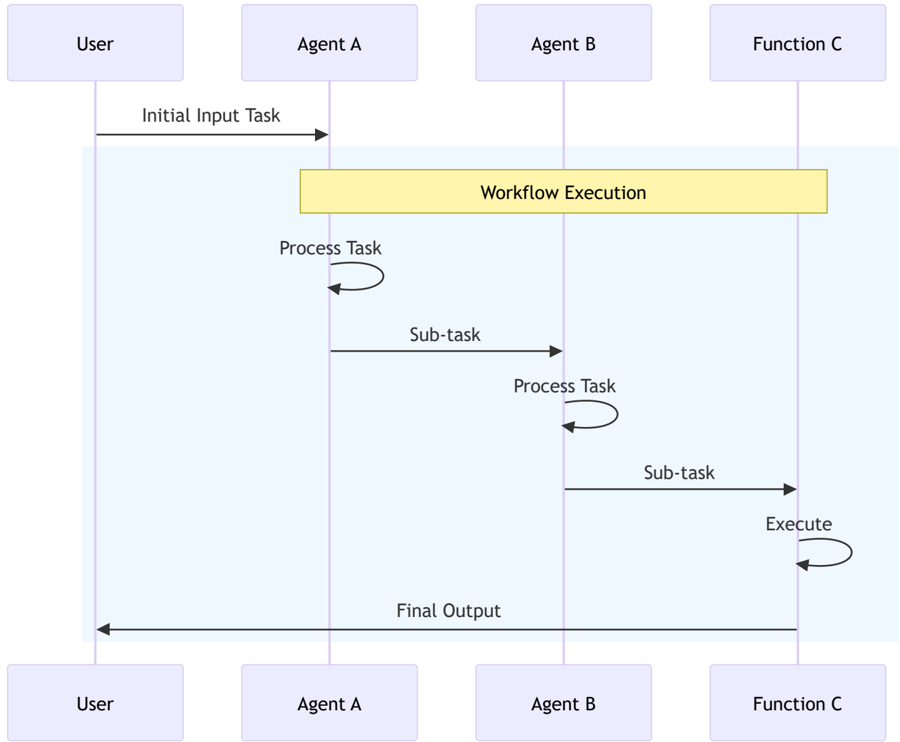 User
Agent A
Agent B
Function C
Initial Input Task
Workflow Execution
Process Task
Sub-task
Process Task
Sub-task
Execute
Final Output
User
Agent A
Agent B
Function C